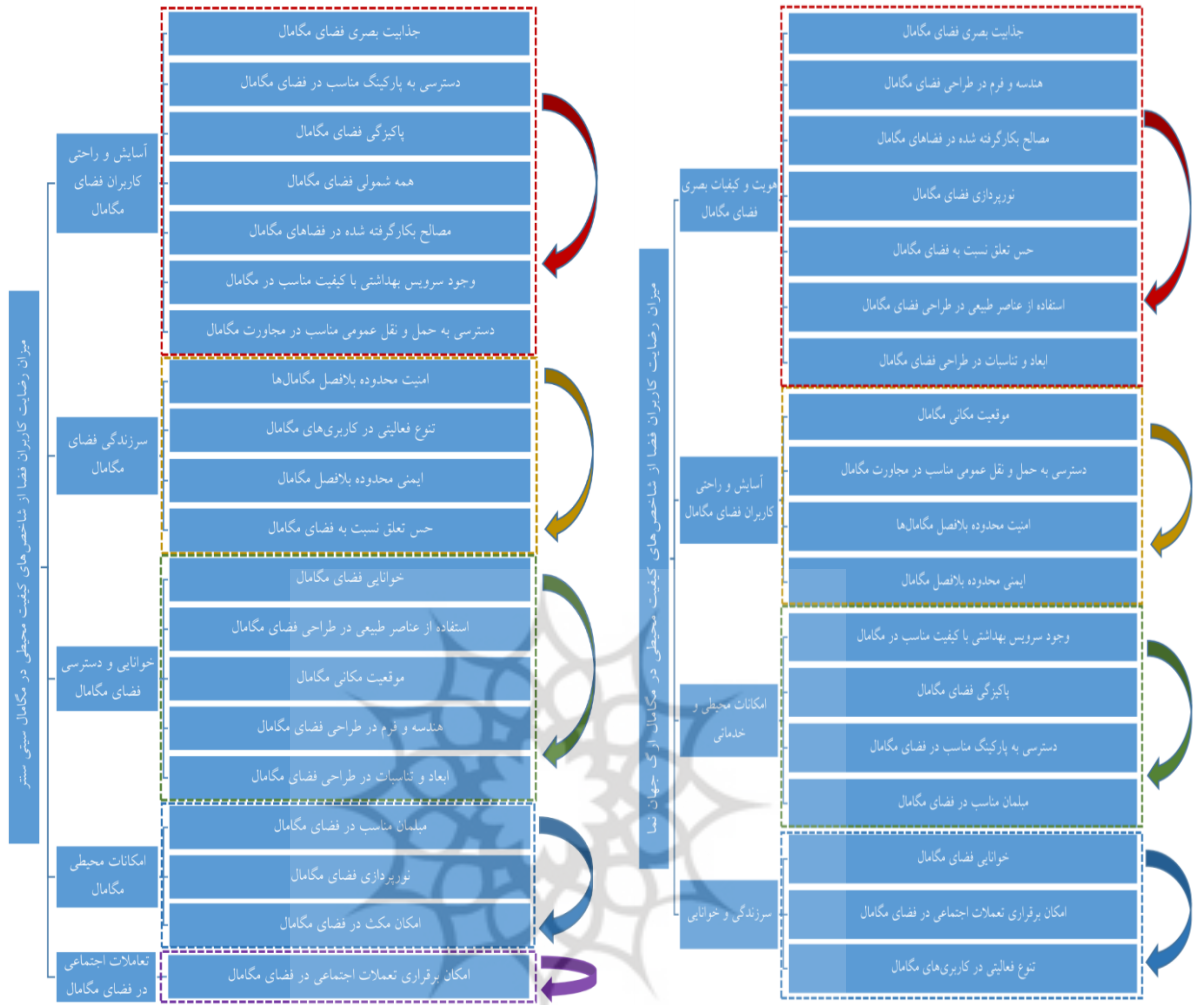 میزان رضایت کاربران فضا از شاخص‌های کیفیت محیطی در مگامال ارگ جهان نما
هویت و کیفیات بصری
فضای مگامال
جذابیت بصری فضای مگامال
هندسه و فرم در طراحی فضای مگامال
مصالح بکارگرفته شده در فضاهای مگامال
نورپردازی فضای مگامال
حس تعلق نسبت به فضای مگامال
استفاده از عناصر طبیعی در طراحی فضای مگامال
ابعاد و تناسبات در طراحی فضای مگامال
آسایش و راحتی
کاربران فضای مگامال
موقعیت مکانی مگامال
دسترسی به حمل و نقل عمومی مناسب در مجاورت مگامال
امنیت محدوده بلافصل مگامال‌ها
ایمنی محدوده بلافصل مگامال
امکانات محیطی و
خدماتی
وجود سرویس بهداشتی با کیفیت مناسب در مگامال
پاکیزگی فضای مگامال
دسترسی به پارکینگ مناسب در فضای مگامال
مبلمان مناسب در فضای مگامال
سرزندگی و خوانایی
خوانایی فضای مگامال
امکان برقراری تعملات اجتماعی در فضای مگامال
تنوع فعالیتی در کاربری‌های مگامال
میزان رضایت کاربران فضا از شاخص‌های کیفیت محیطی در مگامال سیتی سنتر
آسایش و راحتی
کاربران فضای
مگامال
جذابیت بصری فضای مگامال
دسترسی به پارکینگ مناسب در فضای مگامال
پاکیزگی فضای مگامال
همه شمولی فضای مگامال
مصالح بکارگرفته شده در فضاهای مگامال
وجود سرویس بهداشتی با کیفیت مناسب در مگامال
دسترسی به حمل و نقل عمومی مناسب در مجاورت مگامال
سرزندگی فضای
مگامال
امنیت محدوده بلافصل مگامال‌ها
تنوع فعالیتی در کاربری‌های مگامال
ایمنی محدوده بلافصل مگامال
حس تعلق نسبت به فضای مگامال
خوانایی و دسترسی
فضای مگامال
خوانایی فضای مگامال
استفاده از عناصر طبیعی در طراحی فضای مگامال
موقعیت مکانی مگامال
هندسه و فرم در طراحی فضای مگامال
ابعاد و تناسبات در طراحی فضای مگامال
امکانات محیطی
مگامال
مبلمان مناسب در فضای مگامال
نورپردازی فضای مگامال
امکان مکث در فضای مگامال
تعاملات اجتماعی
در فضای مگامال
امکان برقراری تعملات اجتماعی در فضای مگامال